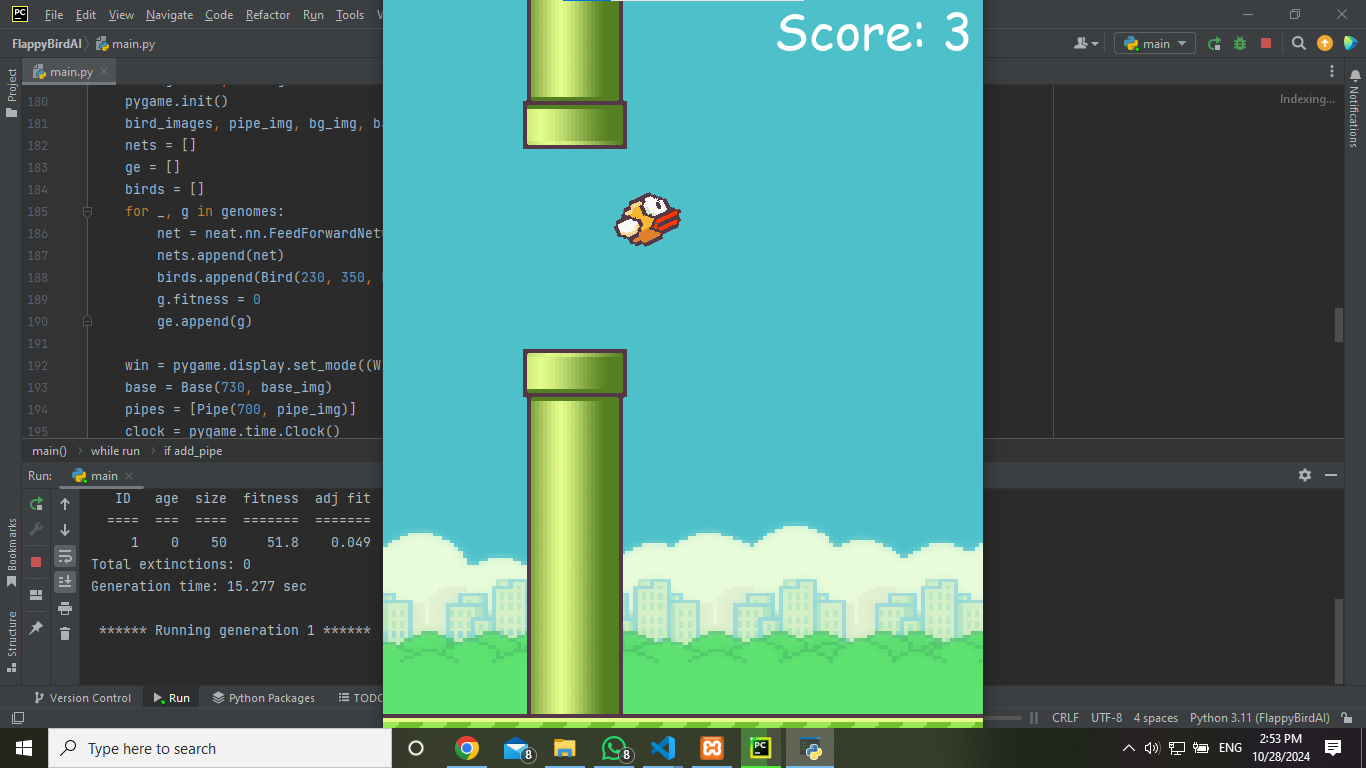 PC File Edit View Navigate Code Refactor Run Tools
FlappyBirdAI main.py
main
Project
main.py
Notifications
Indexing...
Score: 3
180 pygame.init()
181 bird_images, pipe_img, bg_img,
182 nets = []
183 ge = []
184 birds = []
185 for _, g in genomes:
186 net = neat.nn.FeedForwardNet
187 nets.append(net)
188 birds.append(Bird(230, 350,
189 g.fitness = 0
190 ge.append(g)
191
192 win = pygame.display.set_mode((W
193 base = Base(730, base_img)
194 pipes = [Pipe(700, pipe_img)]
195 clock = pygame.time.Clock()
main() while run if add_pipe
Run: main
ID age size fitness adj fit
==== === ==== ======= =======
1 0 50 51.8 0.049
Total extinctions: 0
Generation time: 15.277 sec
****** Running generation 1 ******
Bookmarks
Structure
Version Control Run Python Packages TODO
CRLF UTF-8 4 spaces Python 3.11 (FlappyBirdAI)
Type here to search
8
8
PC
ENG
2:53 PM
10/28/2024